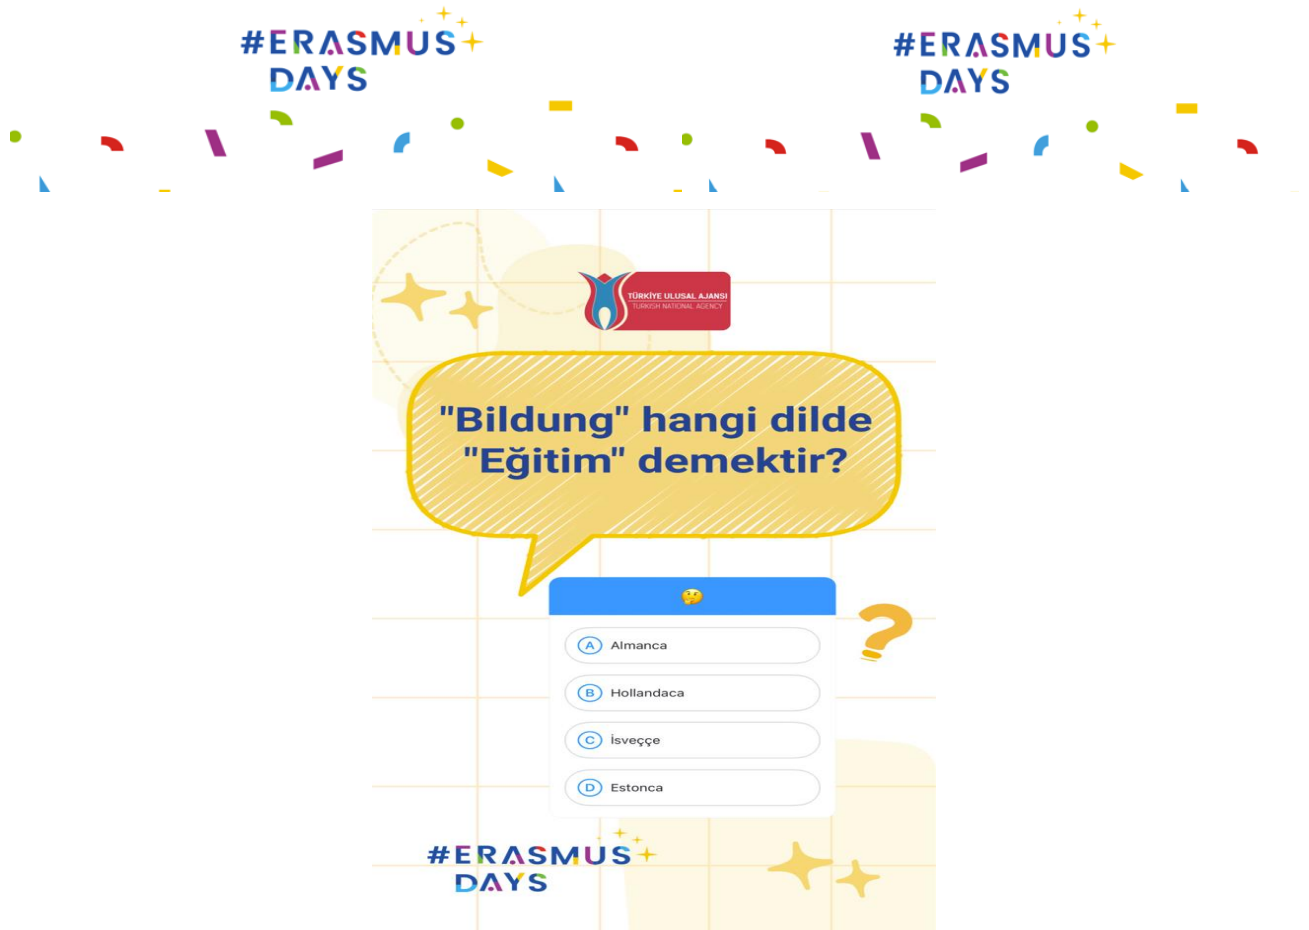 #ERASMUS+
DAYS
#ERASMUS+
DAYS
TÜRKİYE ULUSAL AJANSI
TURKISH NATIONAL AGENCY
"Bildung" hangi dilde
"Eğitim" demektir?
A Almanca
B Hollandaca
C İsveççe
D Estonca
#ERASMUS+
DAYS